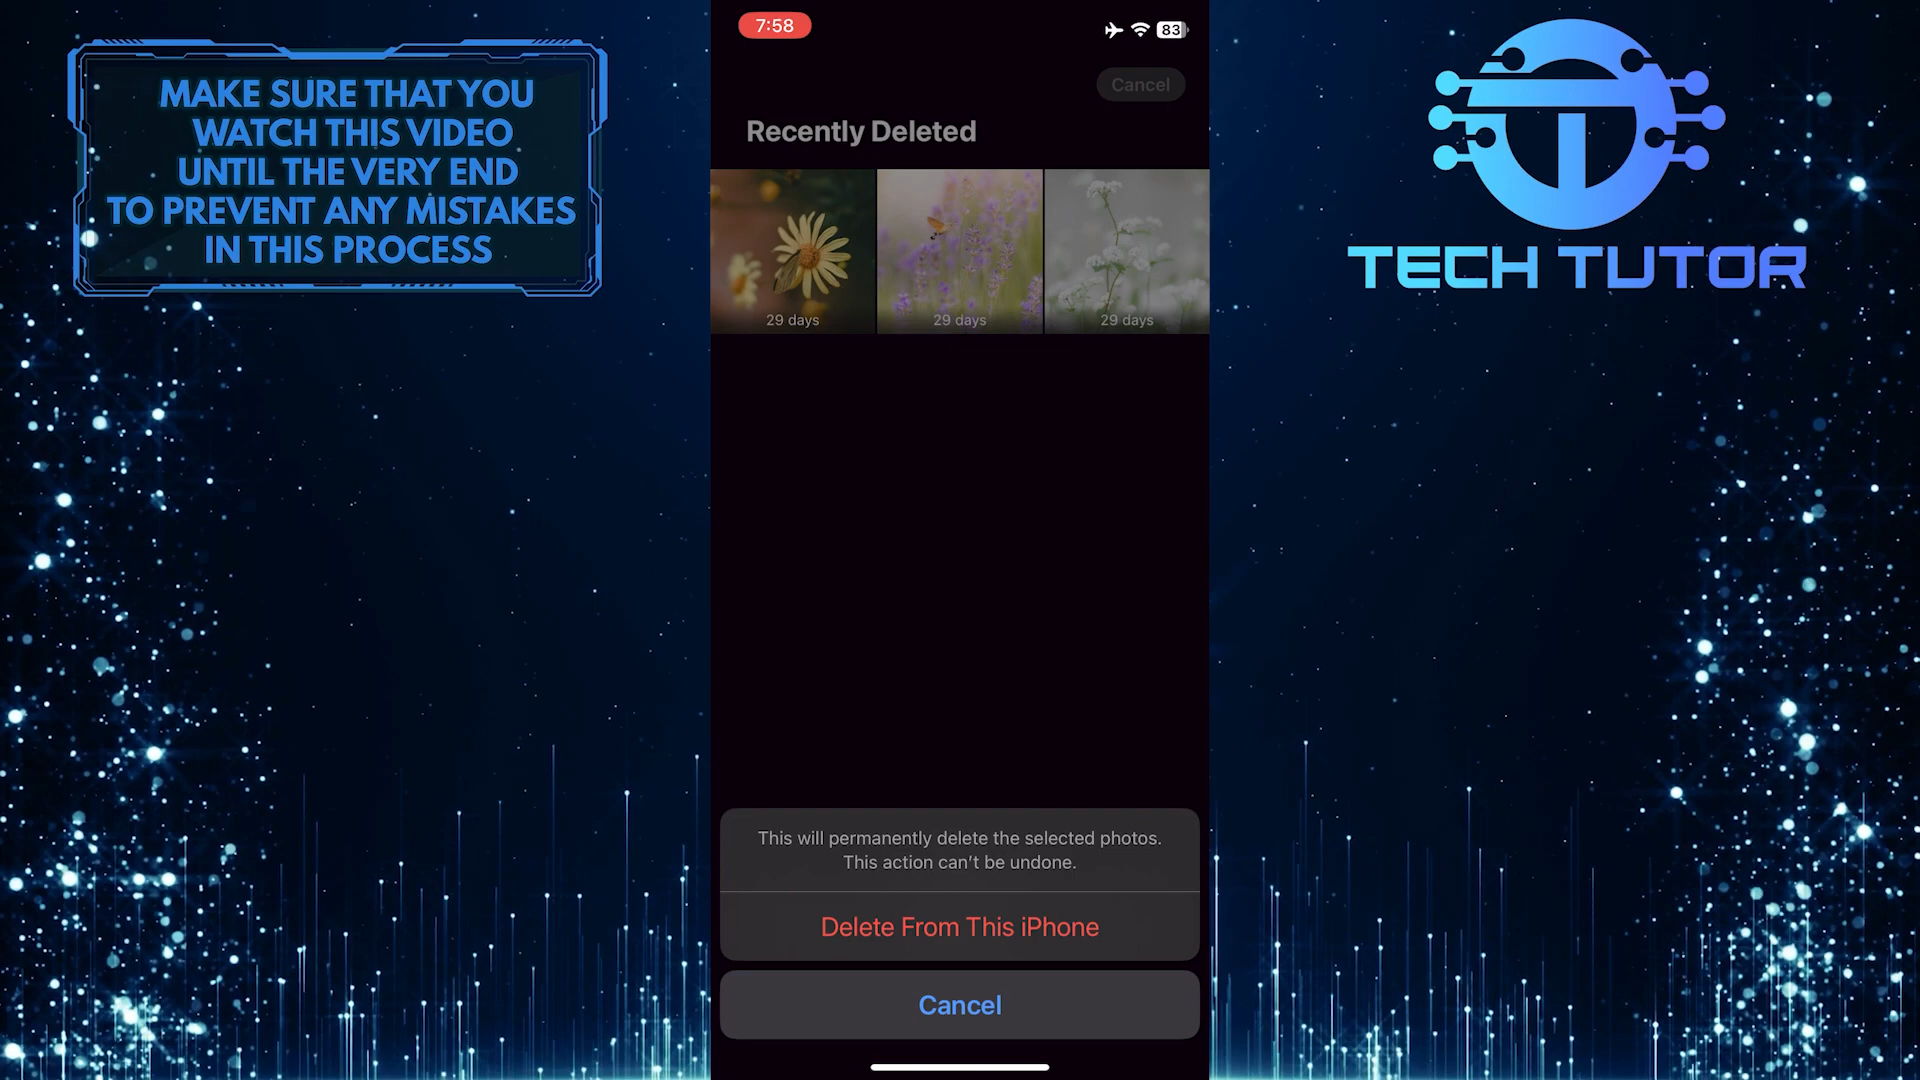 MAKE SURE THAT YOU
WATCH THIS VIDEO
UNTIL THE VERY END
TO PREVENT ANY MISTAKES
IN THIS PROCESS
7:58
83
Cancel
Recently Deleted
29 days
29 days
29 days
This will permanently delete the selected photos.
This action can’t be undone.
Delete From This iPhone
Cancel
TECH TUTOR